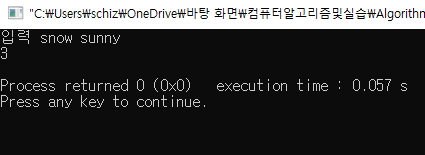 "C:\Users\schiz\OneDrive\바탕 화면\컴퓨터알고리즘및실습\Algorithm
입력 snow sunny
3
Process returned 0 (0x0)   execution time : 0.057 s
Press any key to continue.